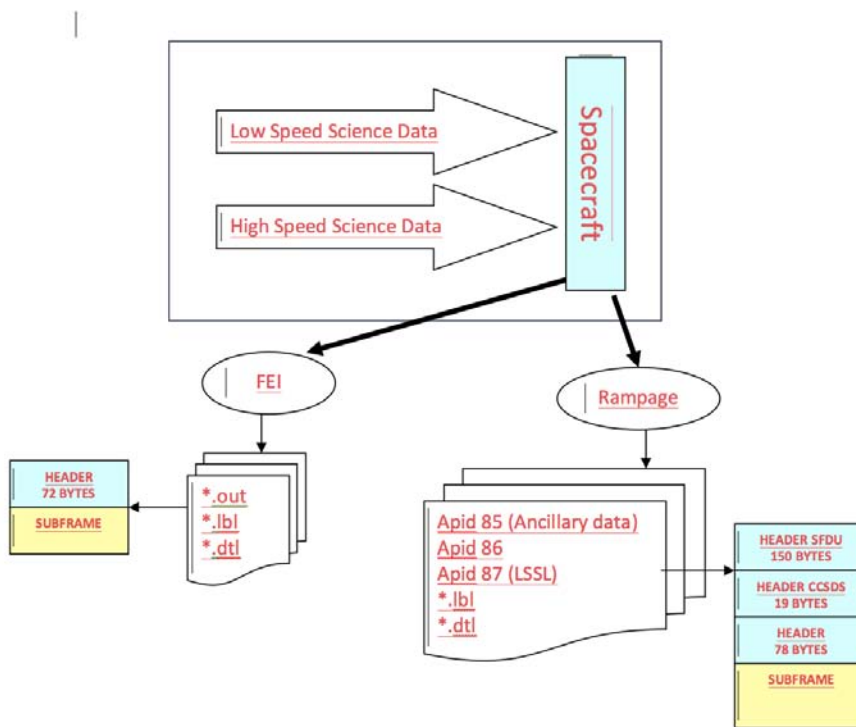 Low Speed Science Data
High Speed Science Data
Spacecraft
FEI
Rampage
HEADER
72 BYTES
SUBFRAME
*.out
*.lbl
*.dtl
Apid 85 (Ancillary data)
Apid 86
Apid 87 (LSSL)
*.lbl
*.dtl
HEADER SFDU
150 BYTES
HEADER CCSDS
19 BYTES
HEADER
78 BYTES
SUBFRAME